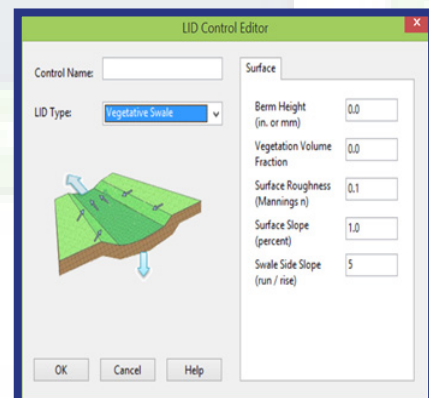 LID Control Editor
x
Control Name:
LID Type:
Vegetative Swale
Surface
Berm Height
(in. or mm)
0.0
Vegetation Volume
Fraction
0.0
Surface Roughness
(Mannings n)
0.1
Surface Slope
(percent)
1.0
Swale Side Slope
(run / rise)
5
OK
Cancel
Help